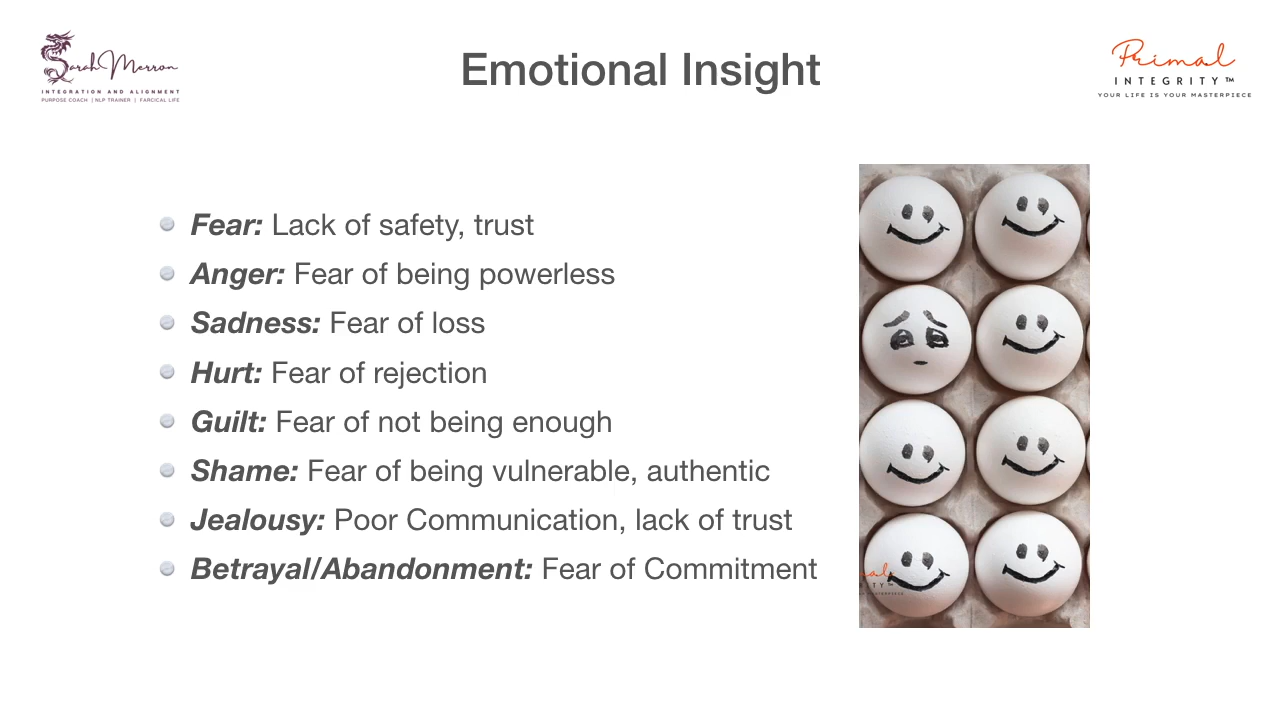 Sarah Merron
INTEGRATION AND ALIGNMENT
PURPOSE COACH | NLP TRAINER | FARCICAL LIFE
Emotional Insight
Primal
INTEGRITY™
YOUR LIFE IS YOUR MASTERPIECE
Fear: Lack of safety, trust
Anger: Fear of being powerless
Sadness: Fear of loss
Hurt: Fear of rejection
Guilt: Fear of not being enough
Shame: Fear of being vulnerable, authentic
Jealousy: Poor Communication, lack of trust
Betrayal/Abandonment: Fear of Commitment